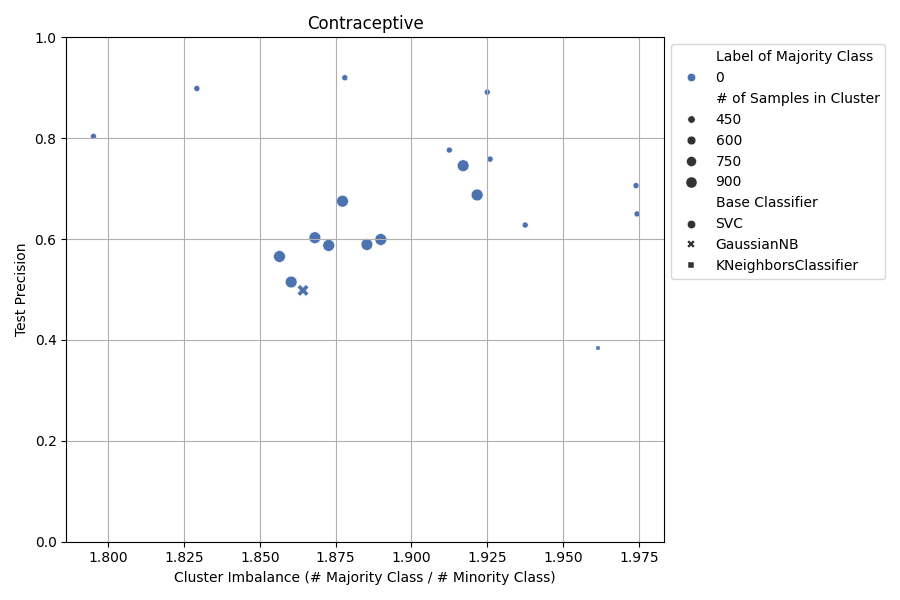 Contraceptive
1.0
0.8
0.6
0.4
0.2
0.0
Test Precision
1.800
1.825
1.850
1.875
1.900
1.925
1.950
1.975
Cluster Imbalance (# Majority Class / # Minority Class)
Label of Majority Class
0
# of Samples in Cluster
450
600
750
900
Base Classifier
SVC
GaussianNB
KNeighborsClassifier